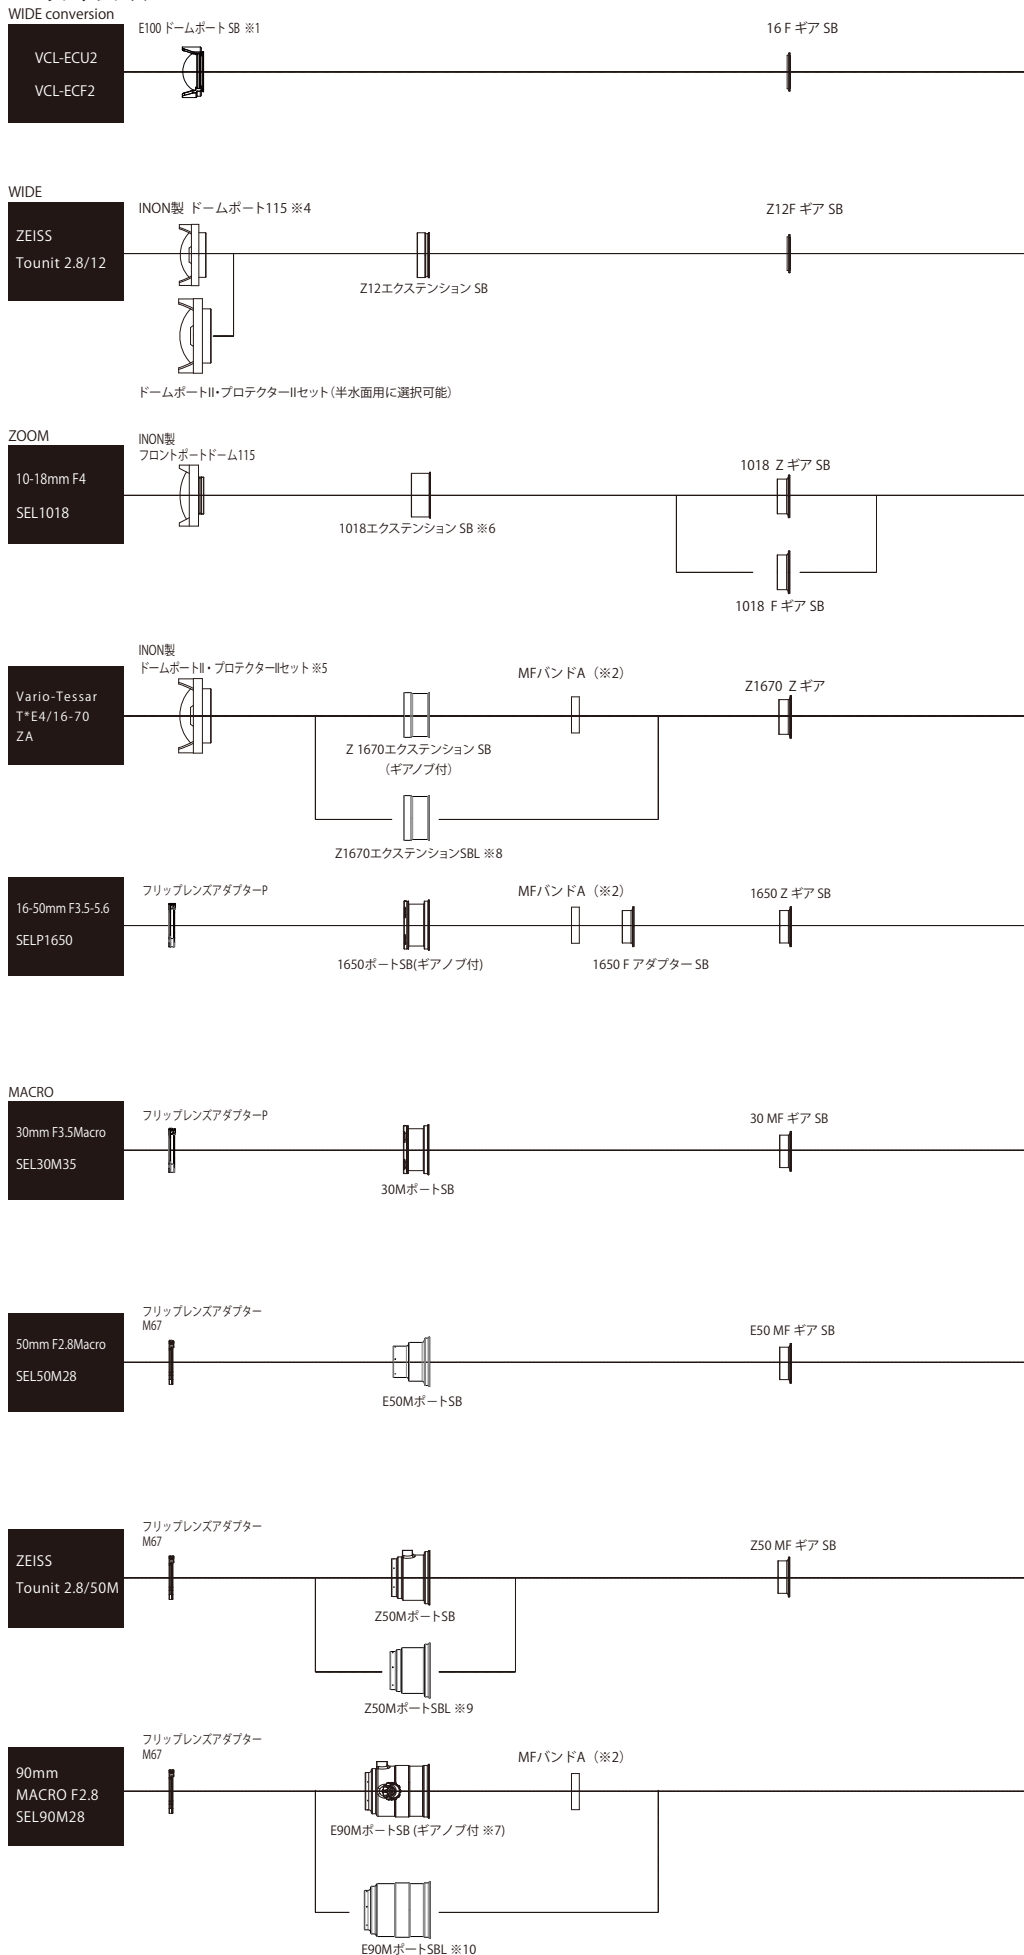 WIDE conversion
E100 ドームポート SB ※1
16 F ギア SB
VCL-ECU2
VCL-ECF2
WIDE
INON製 ドームポート115 ※4
Z12F ギア SB
ZEISS
Tounit 2.8/12
Z12エクステンション SB
ドームポートII・プロテクターIIセット（半水面用に選択可能）
ZOOM
INON製
フロントポートドーム115
1018 Z ギア SB
10-18mm F4
SEL1018
1018エクステンション SB ※6
1018 F ギア SB
INON製
ドームポートII・プロテクターIIセット ※5
MFバンドA（※2）
Z1670 Z ギア
Vario-Tessar
T*E4/16-70
ZA
Z 1670エクステンション SB
（ギアノブ付）
Z1670エクステンションSBL ※8
フリップレンズアダプターP
MFバンドA（※2）
1650 Z ギア SB
16-50mm F3.5-5.6
SELP1650
1650ポートSB(ギアノブ付)
1650 F アダプター SB
MACRO
フリップレンズアダプターP
30 MF ギア SB
30mm F3.5Macro
SEL30M35
30MポートSB
フリップレンズアダプター
M67
E50 MF ギア SB
50mm F2.8Macro
SEL50M28
E50MポートSB
フリップレンズアダプター
M67
Z50 MF ギア SB
ZEISS
Tounit 2.8/50M
Z50MポートSB
Z50MポートSBL ※9
フリップレンズアダプター
M67
MFバンドA（※2）
90mm
MACRO F2.8
SEL90M28
E90MポートSB (ギアノブ付 ※7)
E90MポートSBL ※10